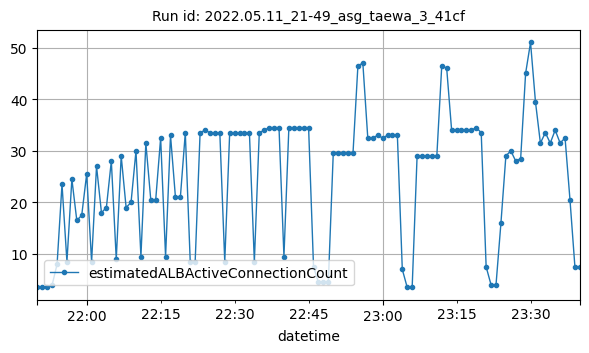 Run id: 2022.05.11_21-49_asg_taewa_3_41cf
50
40
30
20
10
estimatedALBActiveConnectionCount
22:00 22:15 22:30 22:45 23:00 23:15 23:30
datetime